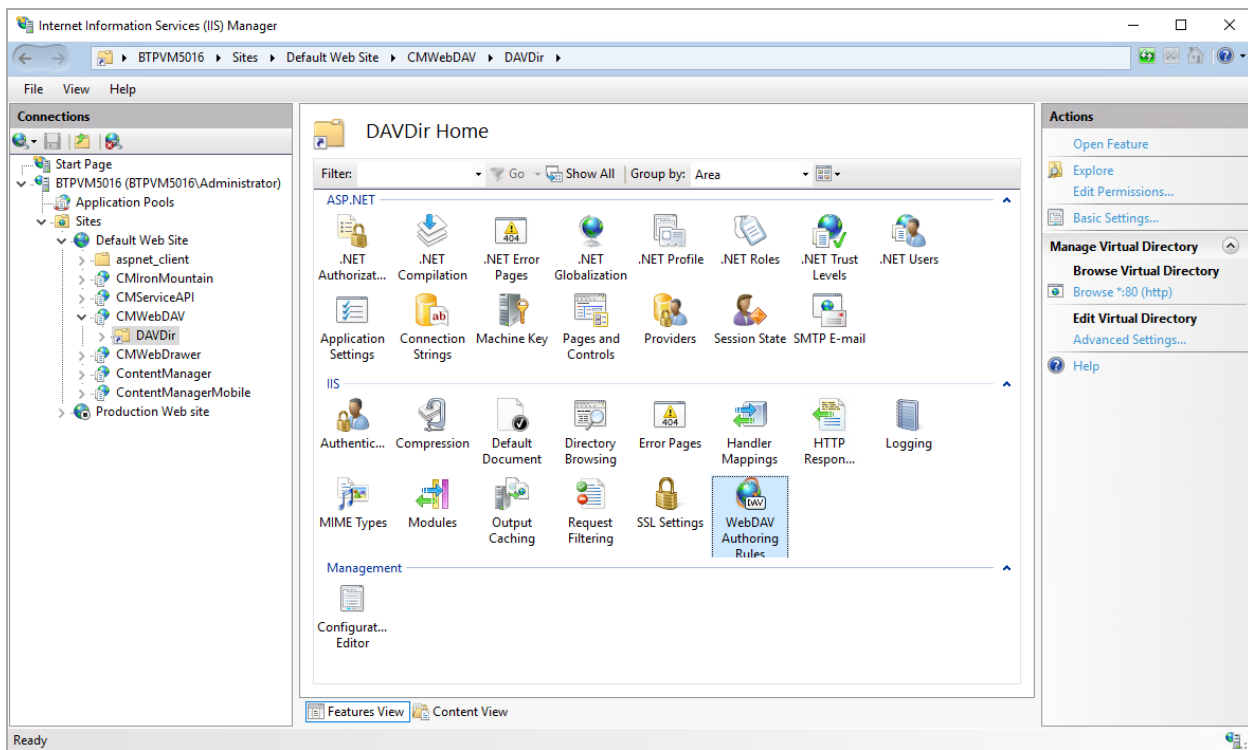 Internet Information Services (IIS) Manager
BTPVM5016 Sites Default Web Site CMWebDAV DAVDir
File View Help
Connections
Start Page
BTPVM5016 (BTPVM5016\Administrator)
Application Pools
Sites
Default Web Site
aspnet_client
CMIronMountain
CMServiceAPI
CMWebDAV
DAVDir
CMWebDrawer
ContentManager
ContentManagerMobile
Production Web site
DAVDir Home
Filter: Go Show All Group by: Area
ASP.NET
.NET Authorizat...
.NET Compilation
.NET Error Pages
.NET Globalization
.NET Profile
.NET Roles
.NET Trust Levels
.NET Users
Application Settings
Connection Strings
Machine Key
Pages and Controls
Providers
Session State
SMTP E-mail
IIS
Authentic...
Compression
Default Document
Directory Browsing
Error Pages
Handler Mappings
HTTP Respon...
Logging
MIME Types
Modules
Output Caching
Request Filtering
SSL Settings
WebDAV Authoring Rules
Management
Configurat... Editor
Features View Content View
Actions
Open Feature
Explore
Edit Permissions...
Basic Settings...
Manage Virtual Directory
Browse Virtual Directory
Browse *:80 (http)
Edit Virtual Directory
Advanced Settings...
Help
Ready